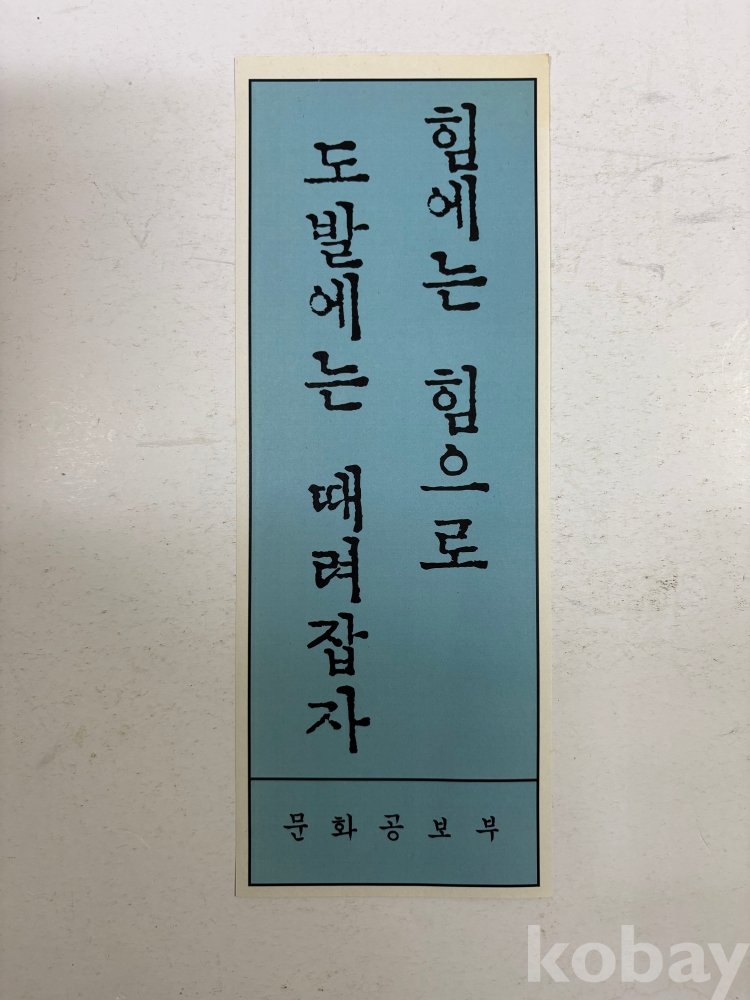 힘에는 힘으로
도발에는 때려잡자
문화공보부
kobay